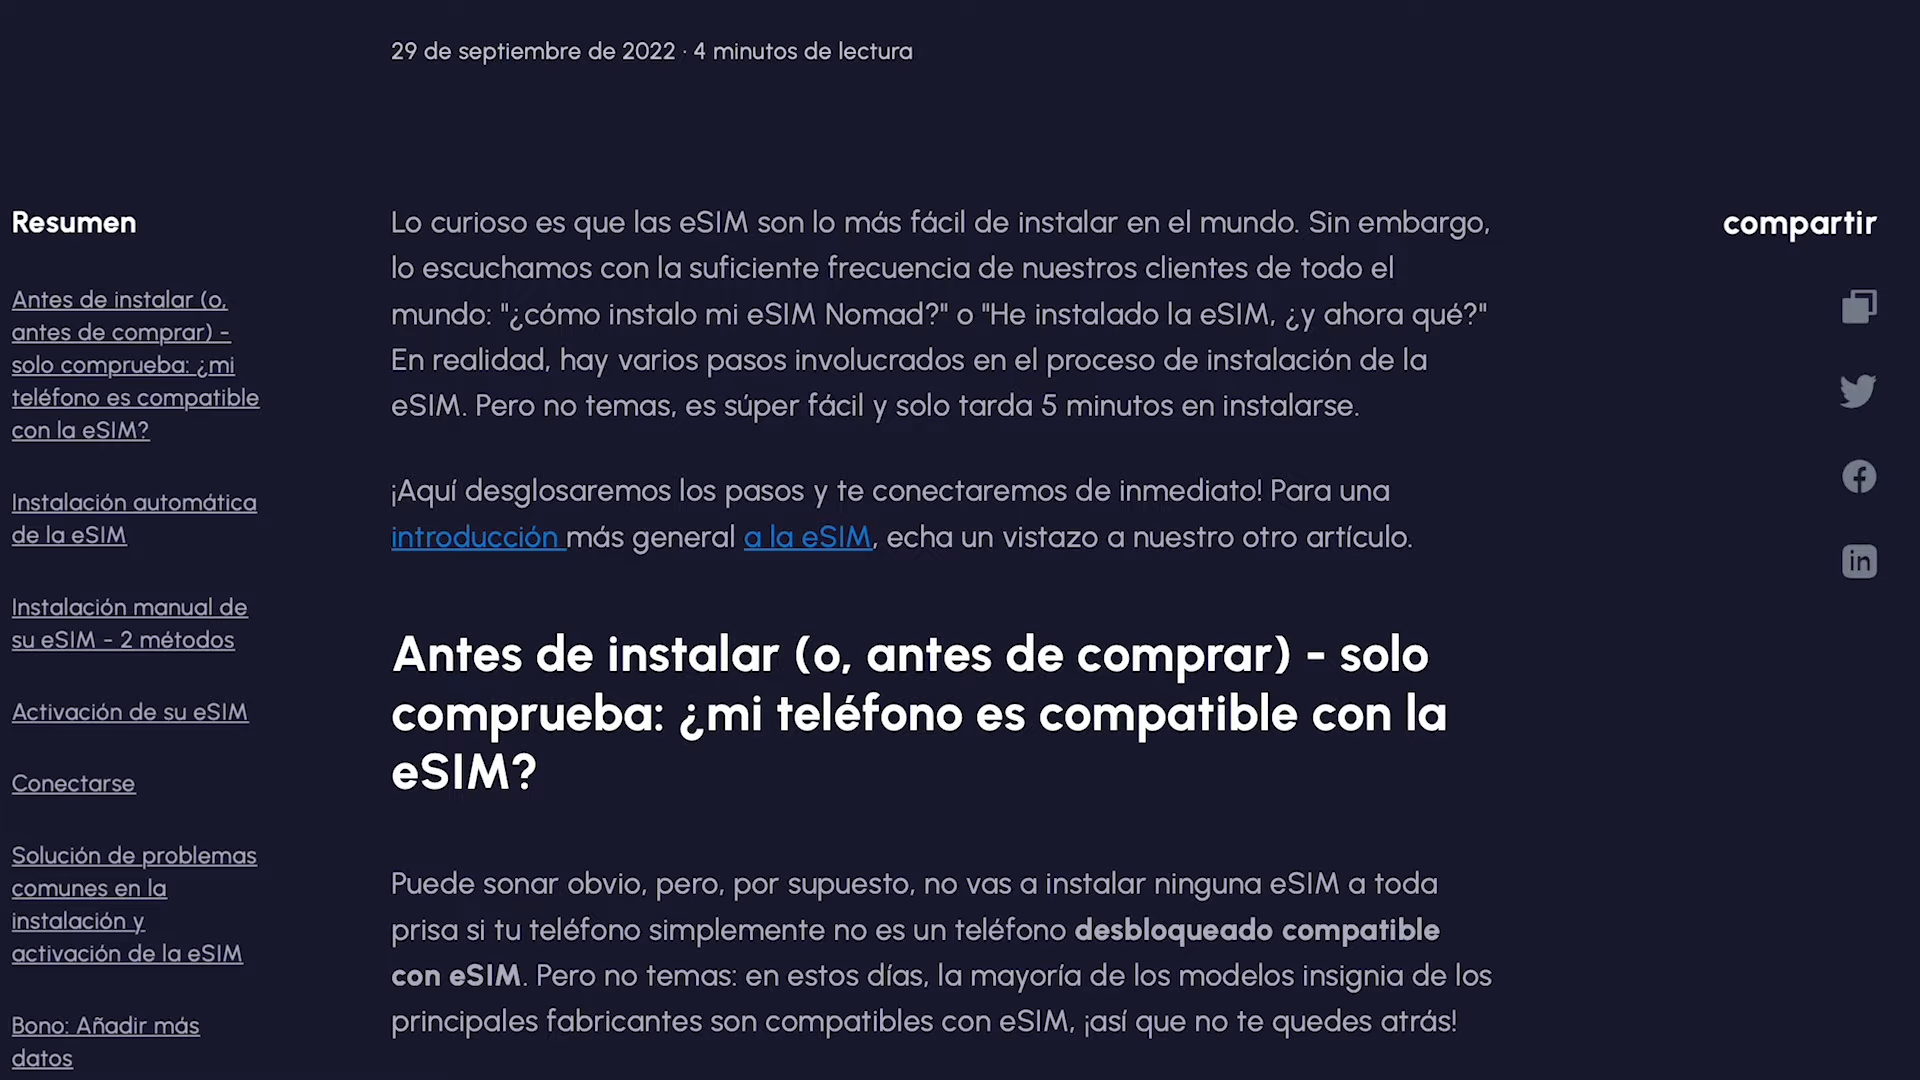 29 de septiembre de 2022 · 4 minutos de lectura
Resumen
Antes de instalar (o,
antes de comprar) -
solo comprueba: ¿mi
teléfono es compatible
con la eSIM?
Instalación automática
de la eSIM
Instalación manual de
su eSIM - 2 métodos
Activación de su eSIM
Conectarse
Solución de problemas
comunes en la
instalación y
activación de la eSIM
Bono: Añadir más
datos
Lo curioso es que las eSIM son lo más fácil de instalar en el mundo. Sin embargo,
lo escuchamos con la suficiente frecuencia de nuestros clientes de todo el
mundo: "¿cómo instalo mi eSIM Nomad?" o "He instalado la eSIM, ¿y ahora qué?"
En realidad, hay varios pasos involucrados en el proceso de instalación de la
eSIM. Pero no temas, es súper fácil y solo tarda 5 minutos en instalarse.
¡Aquí desglosaremos los pasos y te conectaremos de inmediato! Para una
introducción más general a la eSIM, echa un vistazo a nuestro otro artículo.
Antes de instalar (o, antes de comprar) - solo
comprueba: ¿mi teléfono es compatible con la
eSIM?
Puede sonar obvio, pero, por supuesto, no vas a instalar ninguna eSIM a toda
prisa si tu teléfono simplemente no es un teléfono desbloqueado compatible
con eSIM. Pero no temas: en estos días, la mayoría de los modelos insignia de los
principales fabricantes son compatibles con eSIM, ¡así que no te quedes atrás!
compartir
in